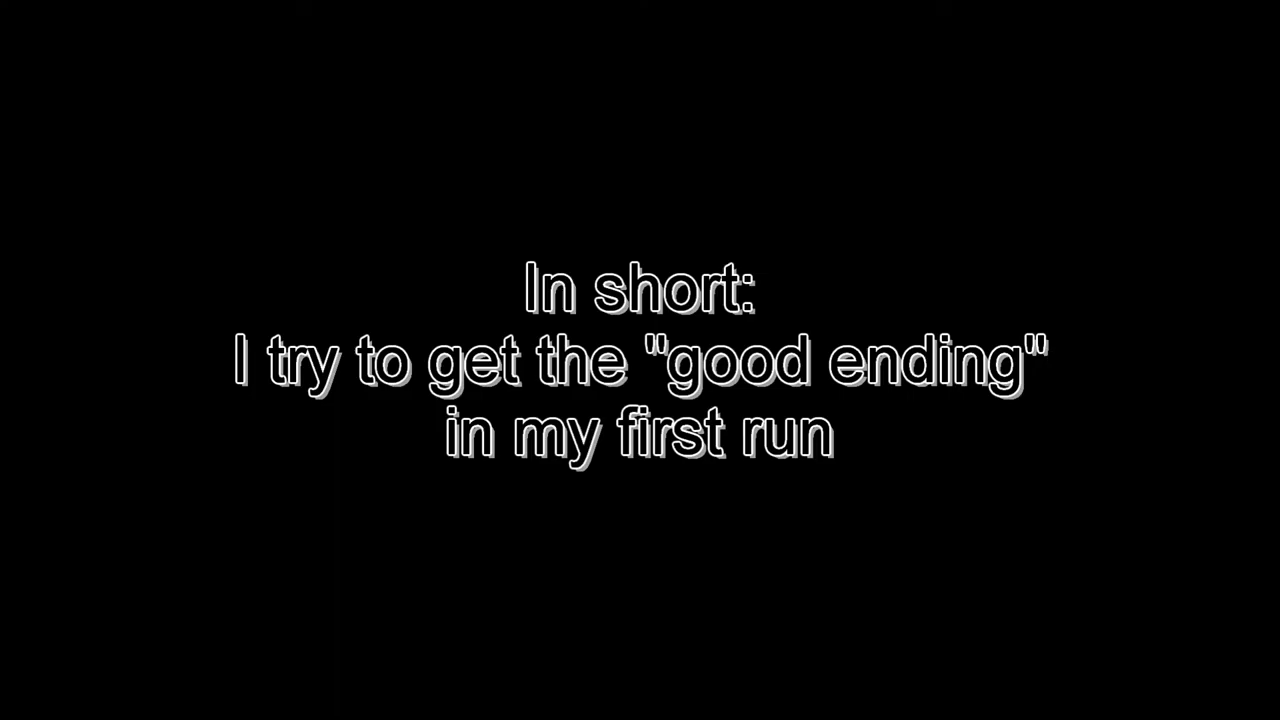 In short:
I try to get the "good ending"
in my first run